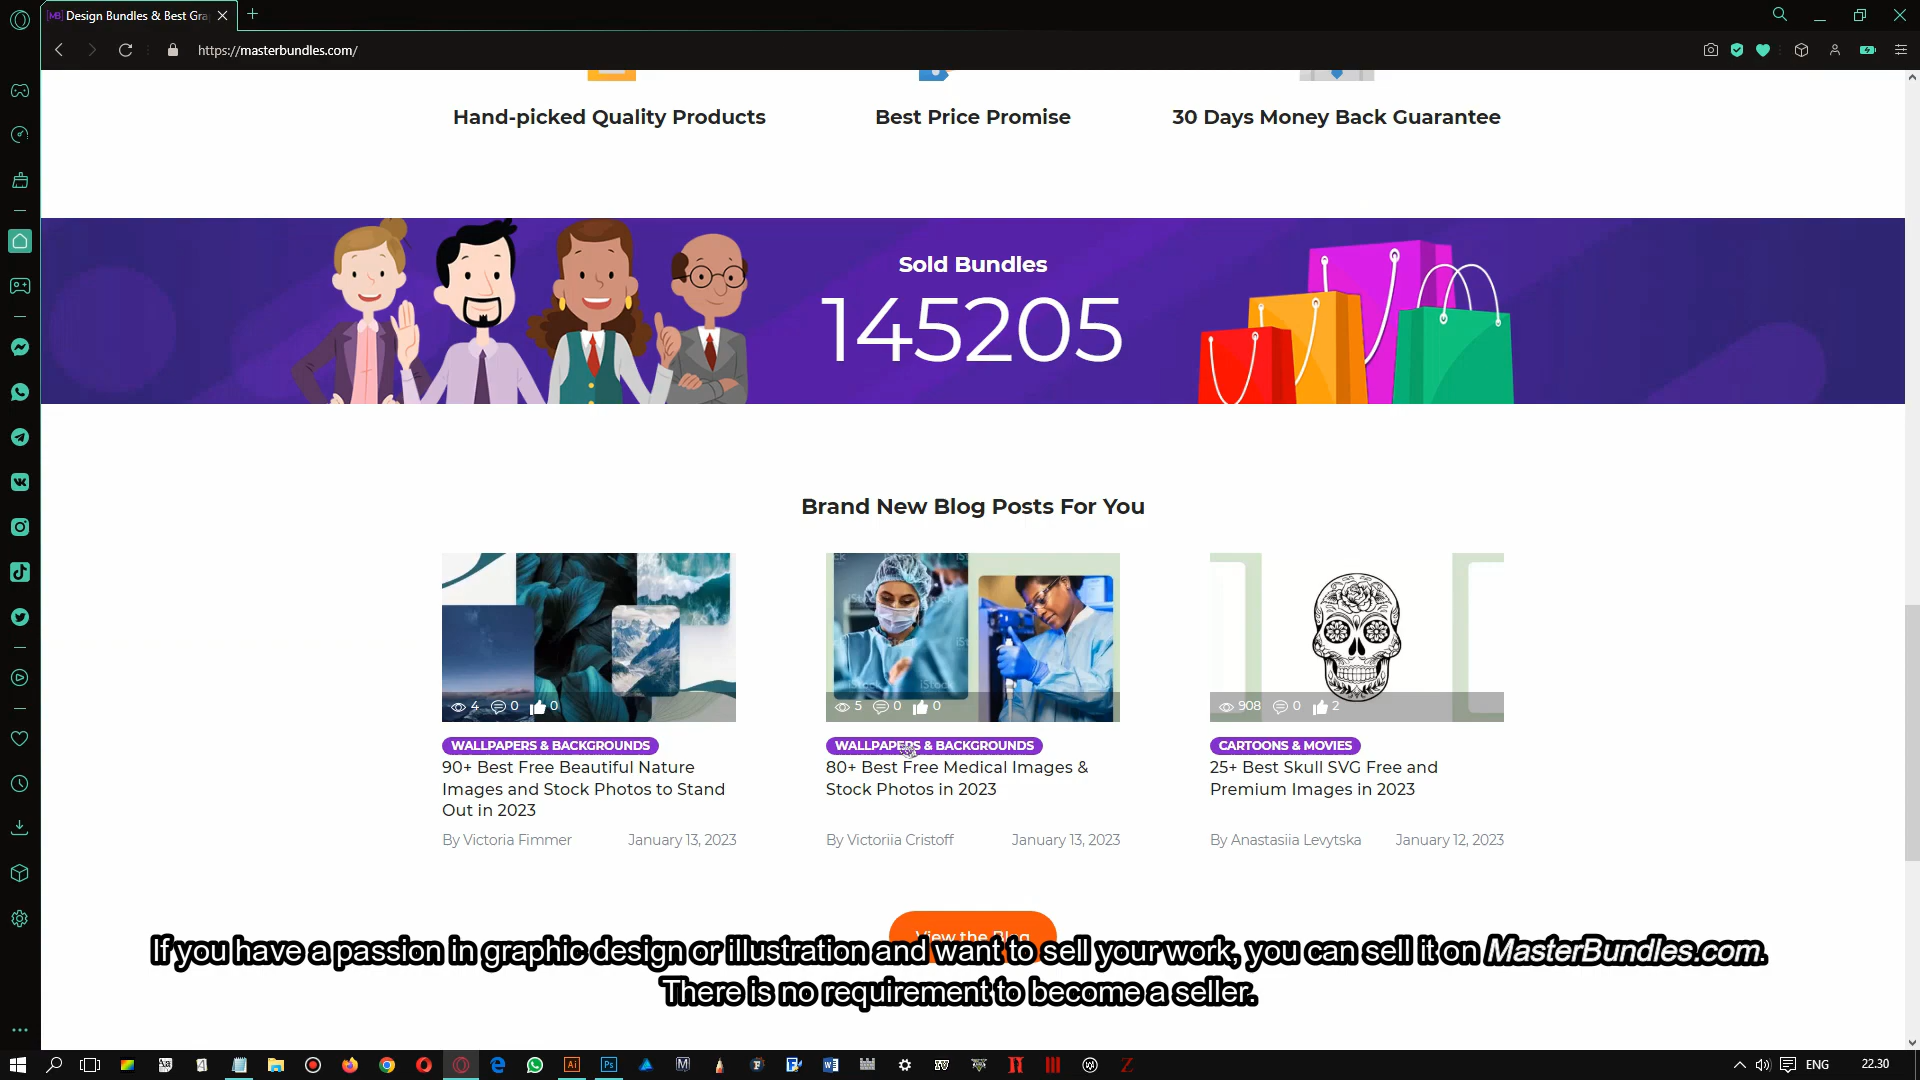 Design Bundles & Best Gra
https://masterbundles.com/
Hand-picked Quality Products
Best Price Promise
30 Days Money Back Guarantee
Sold Bundles
145205
Brand New Blog Posts For You
4 0 0
5 0 0
908 0 2
WALLPAPERS & BACKGROUNDS
90+ Best Free Beautiful Nature
Images and Stock Photos to Stand
Out in 2023
By Victoria Fimmer January 13, 2023
WALLPAPERS & BACKGROUNDS
80+ Best Free Medical Images &
Stock Photos in 2023
By Victoriia Cristoff January 13, 2023
CARTOONS & MOVIES
25+ Best Skull SVG Free and
Premium Images in 2023
By Anastasiia Levytska January 12, 2023
View the Blog
If you have a passion in graphic design or illustration and want to sell your work, you can sell it on MasterBundles.com.
There is no requirement to become a seller.
ENG
22.30